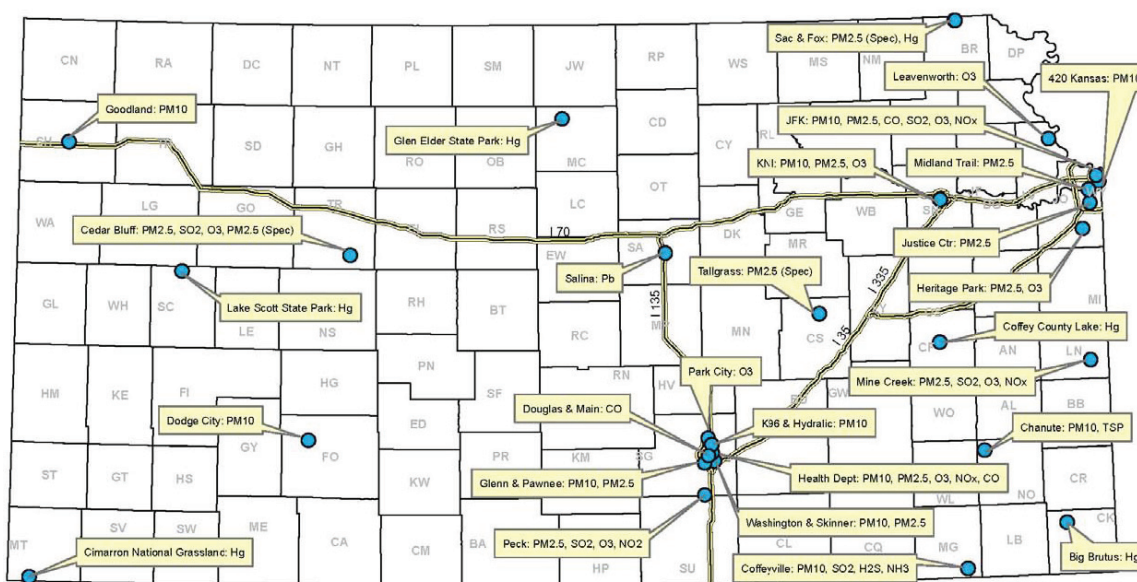 Sac & Fox: PM2.5 (Spec), Hg
Leavenworth: O3
420 Kansas: PM10
Goodland: PM10
Glen Elder State Park: Hg
JFK: PM10, PM2.5, CO, SO2, O3, NOx
KNI: PM10, PM2.5, O3
Midland Trail: PM2.5
Cedar Bluff: PM2.5, SO2, O3, PM2.5 (Spec)
Justice Ctr: PM2.5
Salina: Pb
Tallgrass: PM2.5 (Spec)
Heritage Park: PM2.5, O3
Lake Scott State Park: Hg
Coffey County Lake: Hg
Park City: O3
Mine Creek: PM2.5, SO2, O3, NOx
Douglas & Main: CO
K96 & Hydralic: PM10
Dodge City: PM10
Chanute: PM10, TSP
Glenn & Pawnee: PM10, PM2.5
Health Dept: PM10, PM2.5, O3, NOx, CO
Washington & Skinner: PM10, PM2.5
Peck: PM2.5, SO2, O3, NO2
Cimarron National Grassland: Hg
Coffeyville: PM10, SO2, H2S, NH3
Big Brutus: Hg
I 70
I 135
I 335
I 35
CN RA DC NT PL SM JW RP WS MS NM BR DP
SD GH RO OB MC CD CY RL OT
WA LG GO TR RS LC EW SA DK GE WB MR
GL WH SC LE NS RH BT RC MN CS CF AN LN MI
HM KE FI HG PN SF RN HV GW WO AL BB
GY FO ED
ST GT HS KW PR KM SG WL NO CR
MT SV SW ME CA CM BA HP SU CL CQ MG LB CK